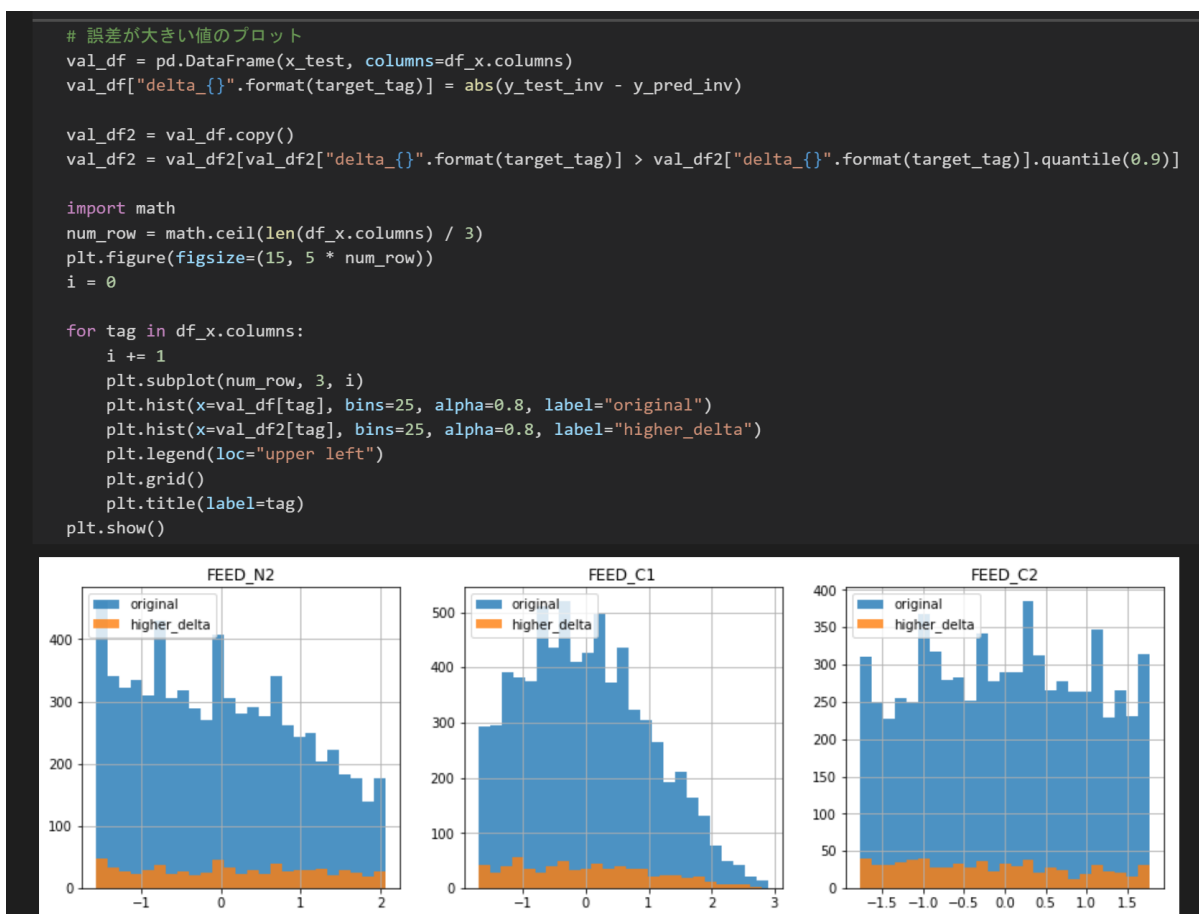 # 誤差が大きい値のプロット
val_df = pd.DataFrame(x_test, columns=df_x.columns)
val_df["delta_{}".format(target_tag)] = abs(y_test_inv - y_pred_inv)
val_df2 = val_df.copy()
val_df2 = val_df2[val_df2["delta_{}".format(target_tag)] > val_df2["delta_{}".format(target_tag)].quantile(0.9)]
import math
num_row = math.ceil(len(df_x.columns) / 3)
plt.figure(figsize=(15, 5 * num_row))
i = 0
for tag in df_x.columns:
    i += 1
    plt.subplot(num_row, 3, i)
    plt.hist(x=val_df[tag], bins=25, alpha=0.8, label="original")
    plt.hist(x=val_df2[tag], bins=25, alpha=0.8, label="higher_delta")
    plt.legend(loc="upper left")
    plt.grid()
    plt.title(label=tag)
plt.show()
FEED_N2
original
higher_delta
400
300
200
100
0
-1 0 1 2
FEED_C1
original
higher_delta
500
400
300
200
100
0
-1 0 1 2 3
FEED_C2
original
higher_delta
400
350
300
250
200
150
100
50
0
-1.5 -1.0 -0.5 0.0 0.5 1.0 1.5